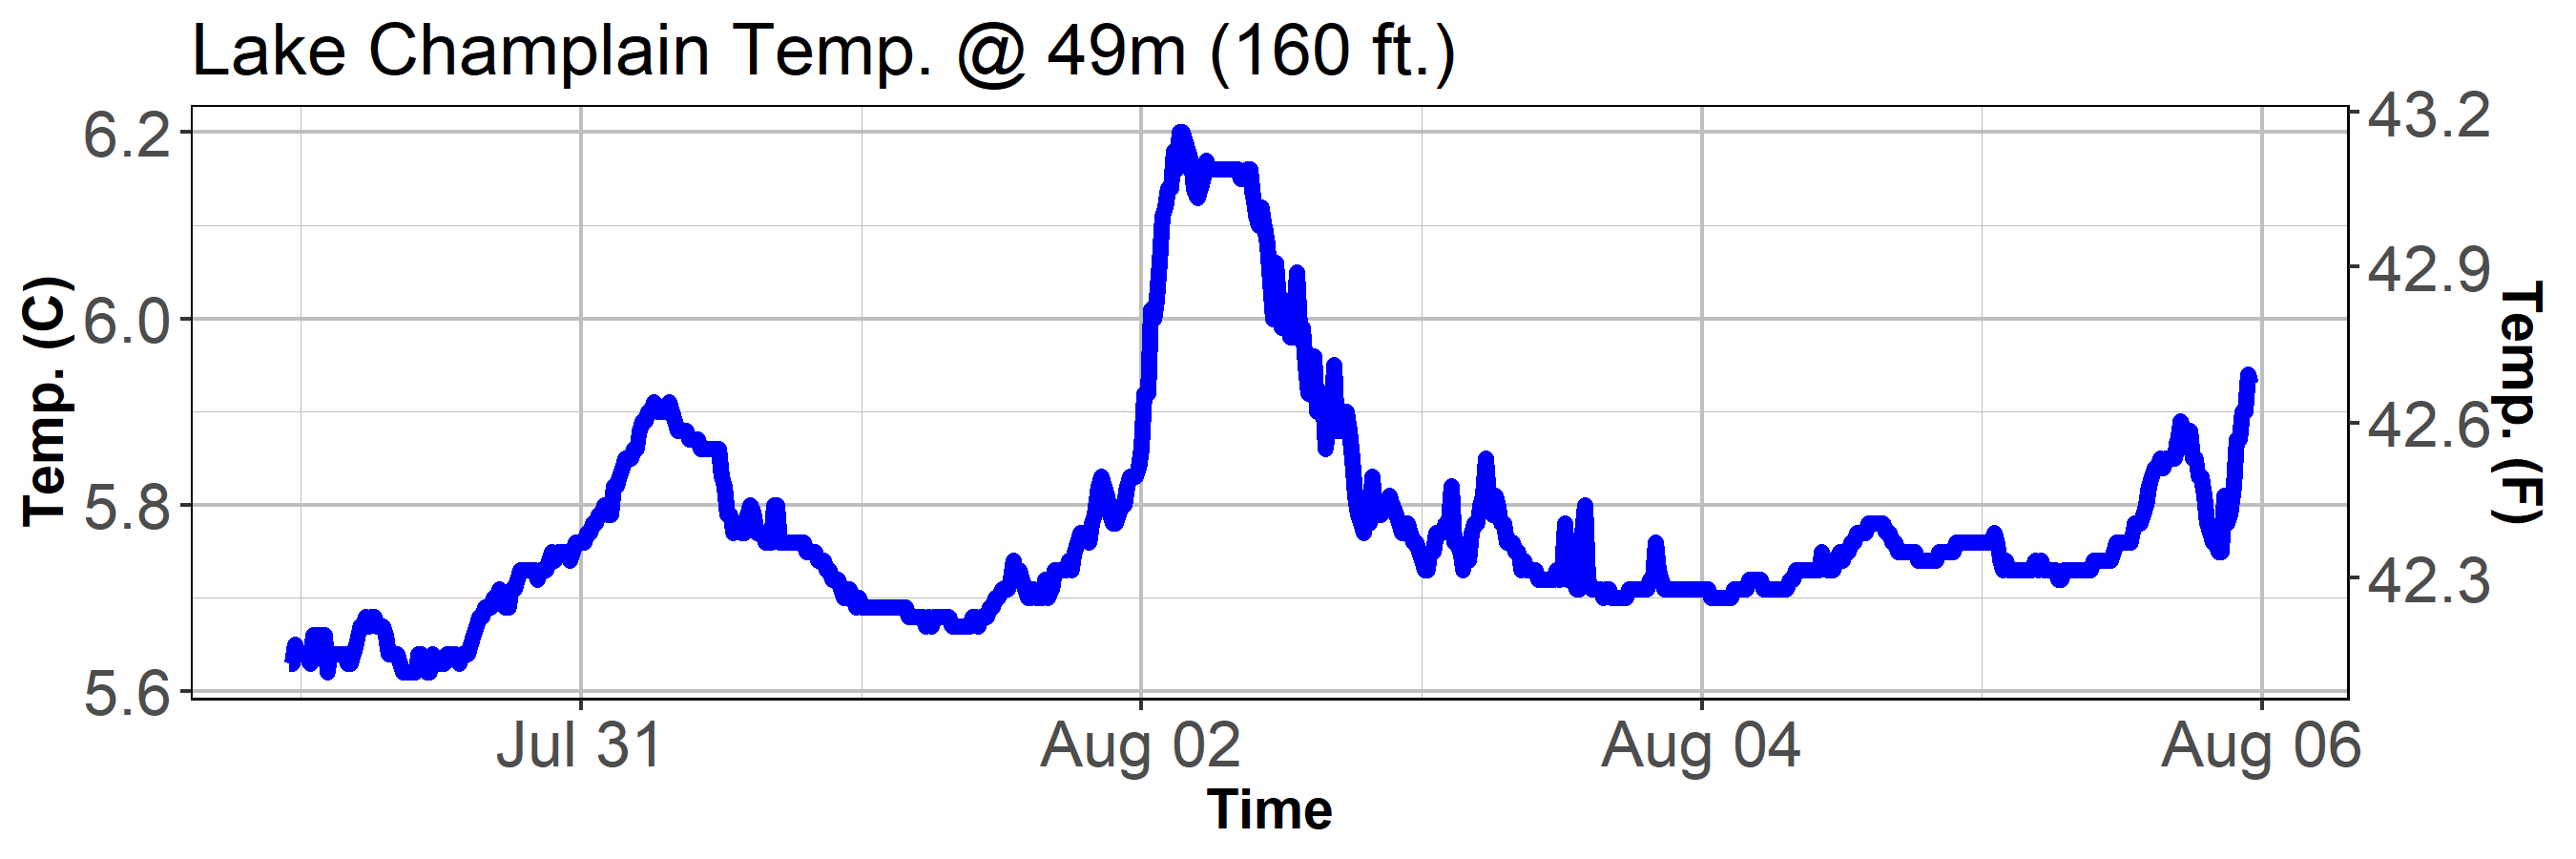 Lake Champlain Temp. @ 49m (160 ft.)
Temp. (C)
6.2
6.0
5.8
5.6
43.2
42.9
42.6
42.3
Temp. (F)
Jul 31
Aug 02
Aug 04
Aug 06
Time